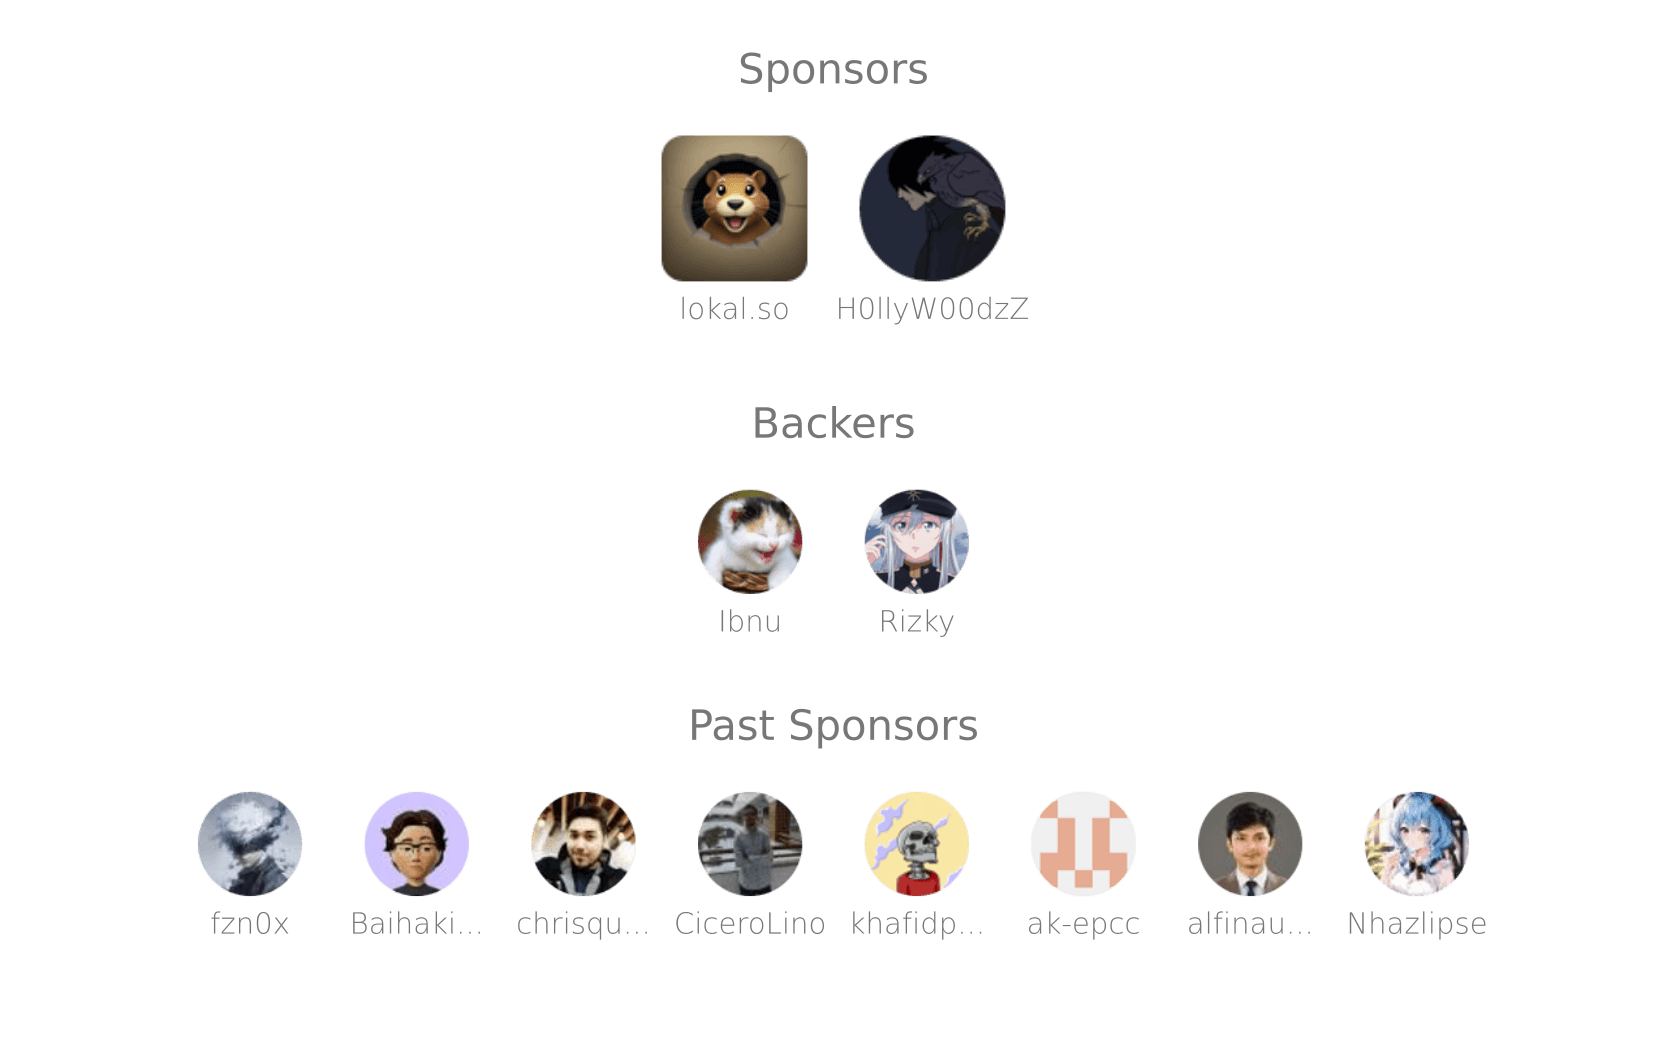 Sponsors
lokal.so H0llyW00dzZ
Backers
Ibnu Rizky
Past Sponsors
fzn0x Baihaki... chrisqu... CiceroLino khafidp... ak-epcc alfinau... Nhazlipse